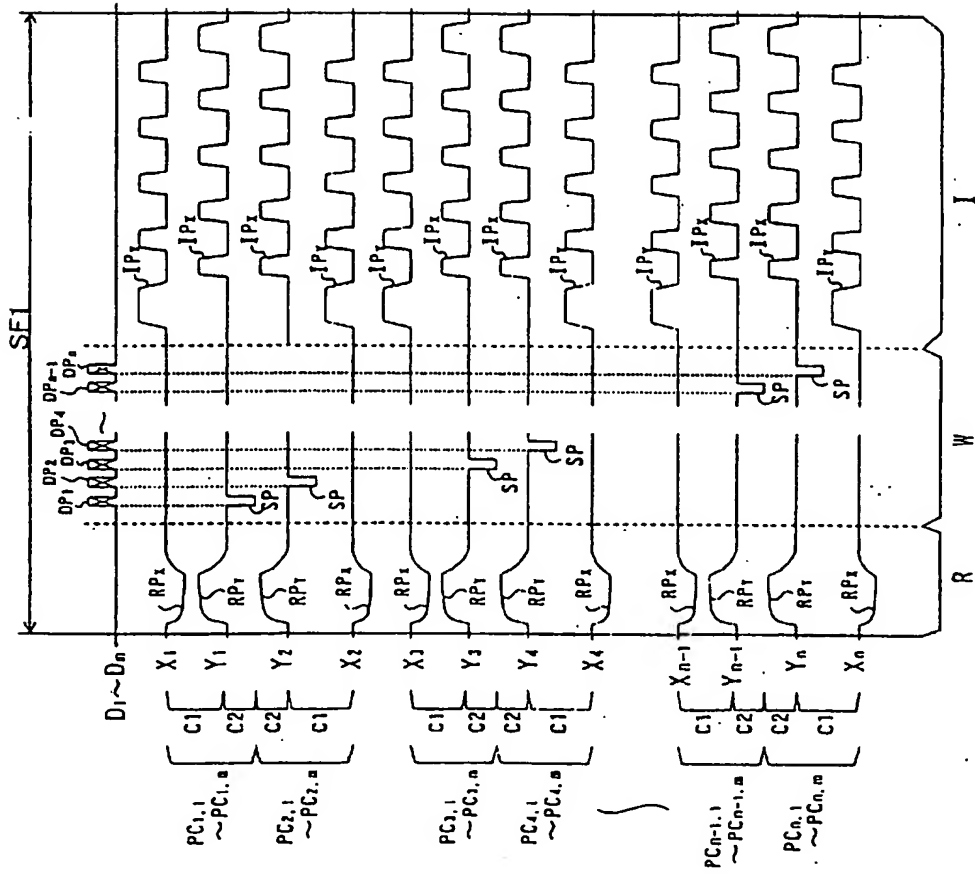 SF1
DP1 DP2 DP3 DP4 ~ DPn-1 DPn
D1~Dn
X1 RPX IPY
Y1 RPY SP IPX
Y2 RPY SP IPX
X2 RPX IPY
X3 RPX IPY
Y3 RPY SP IPX
Y4 RPY SP IPX
X4 RPX IPY
Xn-1 RPX IPY
Yn-1 RPY SP IPX
Yn RPY SP IPX
Xn RPX IPY
C1
C2
C2
C1
C1
C2
C2
C1
C1
C2
C2
C1
PC1,1
~PC1,m
PC2,1
~PC2,m
PC3,1
~PC3,m
PC4,1
~PC4,m
PCn-1,1
~PCn-1,m
PCn,1
~PCn,m
R W I